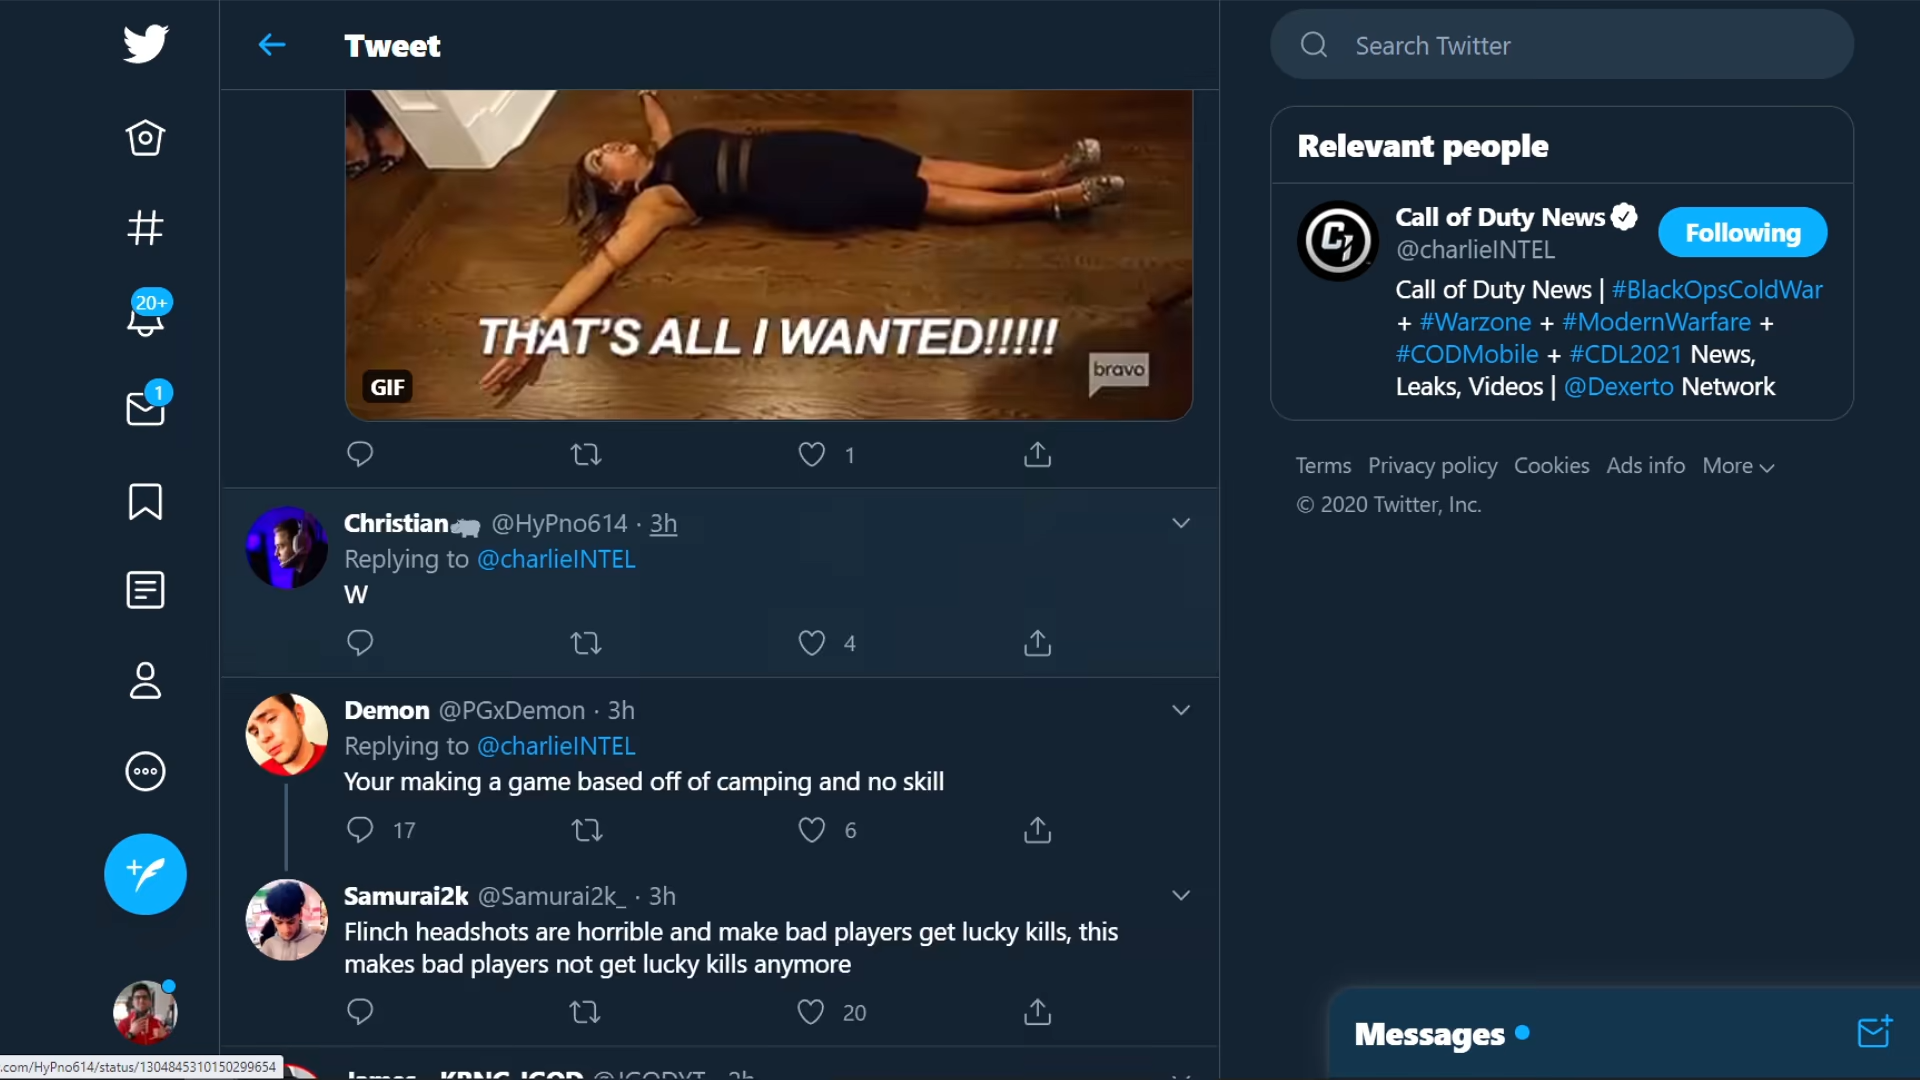 Tweet
Search Twitter
THAT'S ALL I WANTED!!!!!
GIF
bravo
1
Christian @HyPno614 · 3h
Replying to @charlieINTEL
W
4
Demon @PGxDemon · 3h
Replying to @charlieINTEL
Your making a game based off of camping and no skill
17 6
Samurai2k @Samurai2k_ · 3h
Flinch headshots are horrible and make bad players get lucky kills, this
makes bad players not get lucky kills anymore
20
20+
1
Relevant people
Call of Duty News
@charlieINTEL
Following
Call of Duty News | #BlackOpsColdWar
+ #Warzone + #ModernWarfare +
#CODMobile + #CDL2021 News,
Leaks, Videos | @Dexerto Network
Terms Privacy policy Cookies Ads info More
© 2020 Twitter, Inc.
Messages
.com/HyPno614/status/1304845310150299654